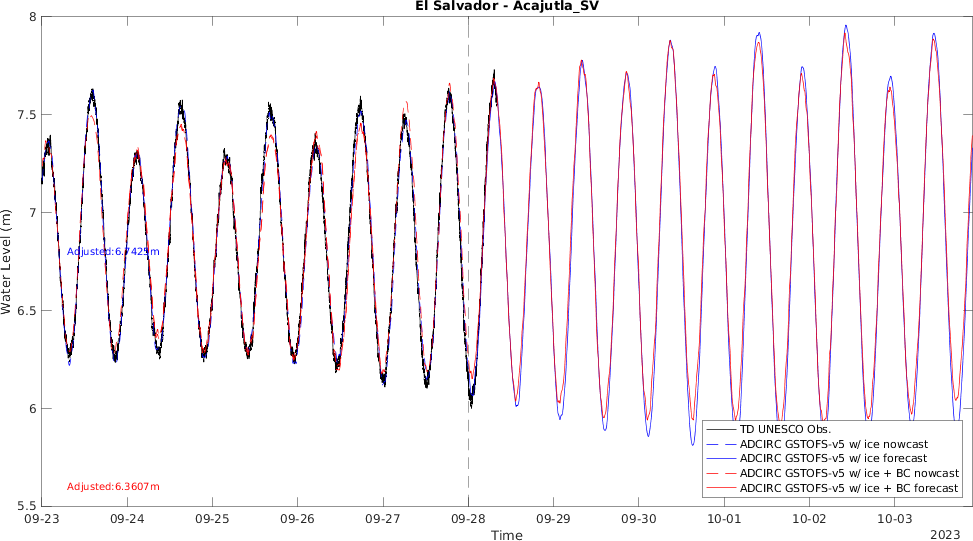 El Salvador - Acajutla_SV
8
7.5
7
6.5
6
5.5
Water Level (m)
Adjusted:6.7425m
Adjusted:6.3607m
TD UNESCO Obs.
ADCIRC GSTOFS-v5 w/ ice nowcast
ADCIRC GSTOFS-v5 w/ ice forecast
ADCIRC GSTOFS-v5 w/ ice + BC nowcast
ADCIRC GSTOFS-v5 w/ ice + BC forecast
09-23 09-24 09-25 09-26 09-27 09-28 09-29 09-30 10-01 10-02 10-03
Time
2023